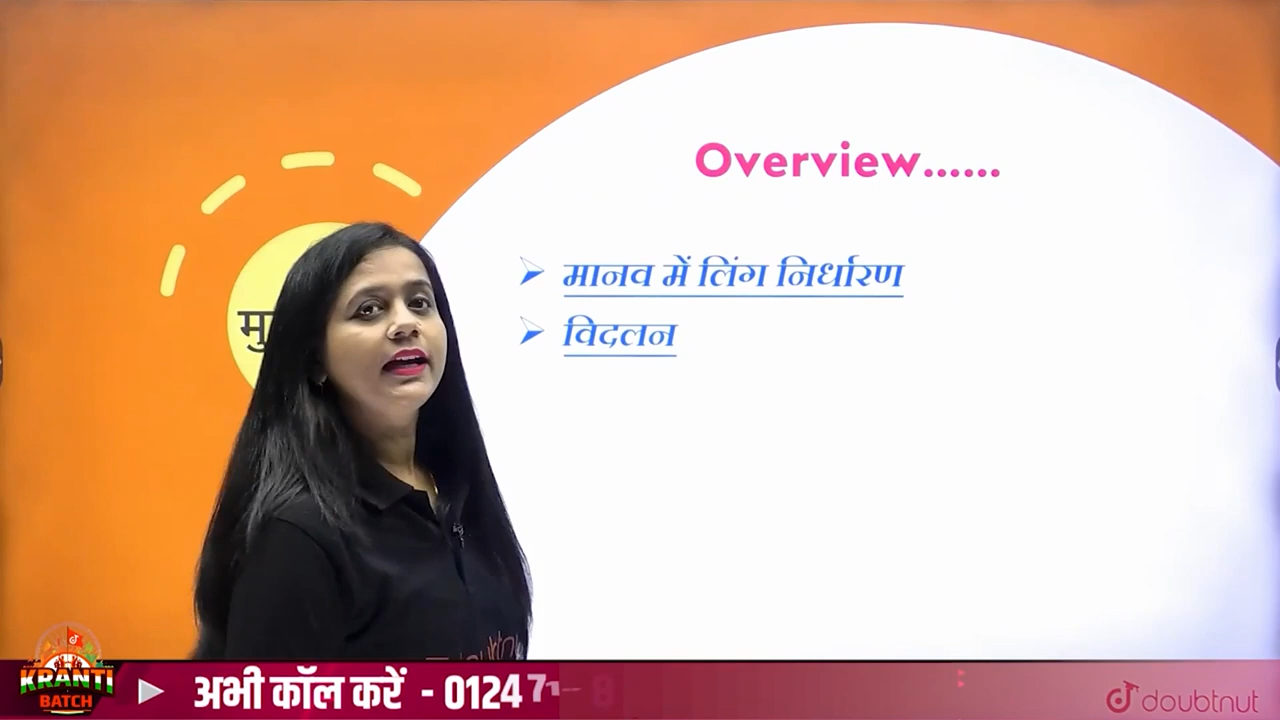 Overview......
मानव में लिंग निर्धारण
विदलन
KRANTI
BATCH
अभी कॉल करें - 0124
doubtnut